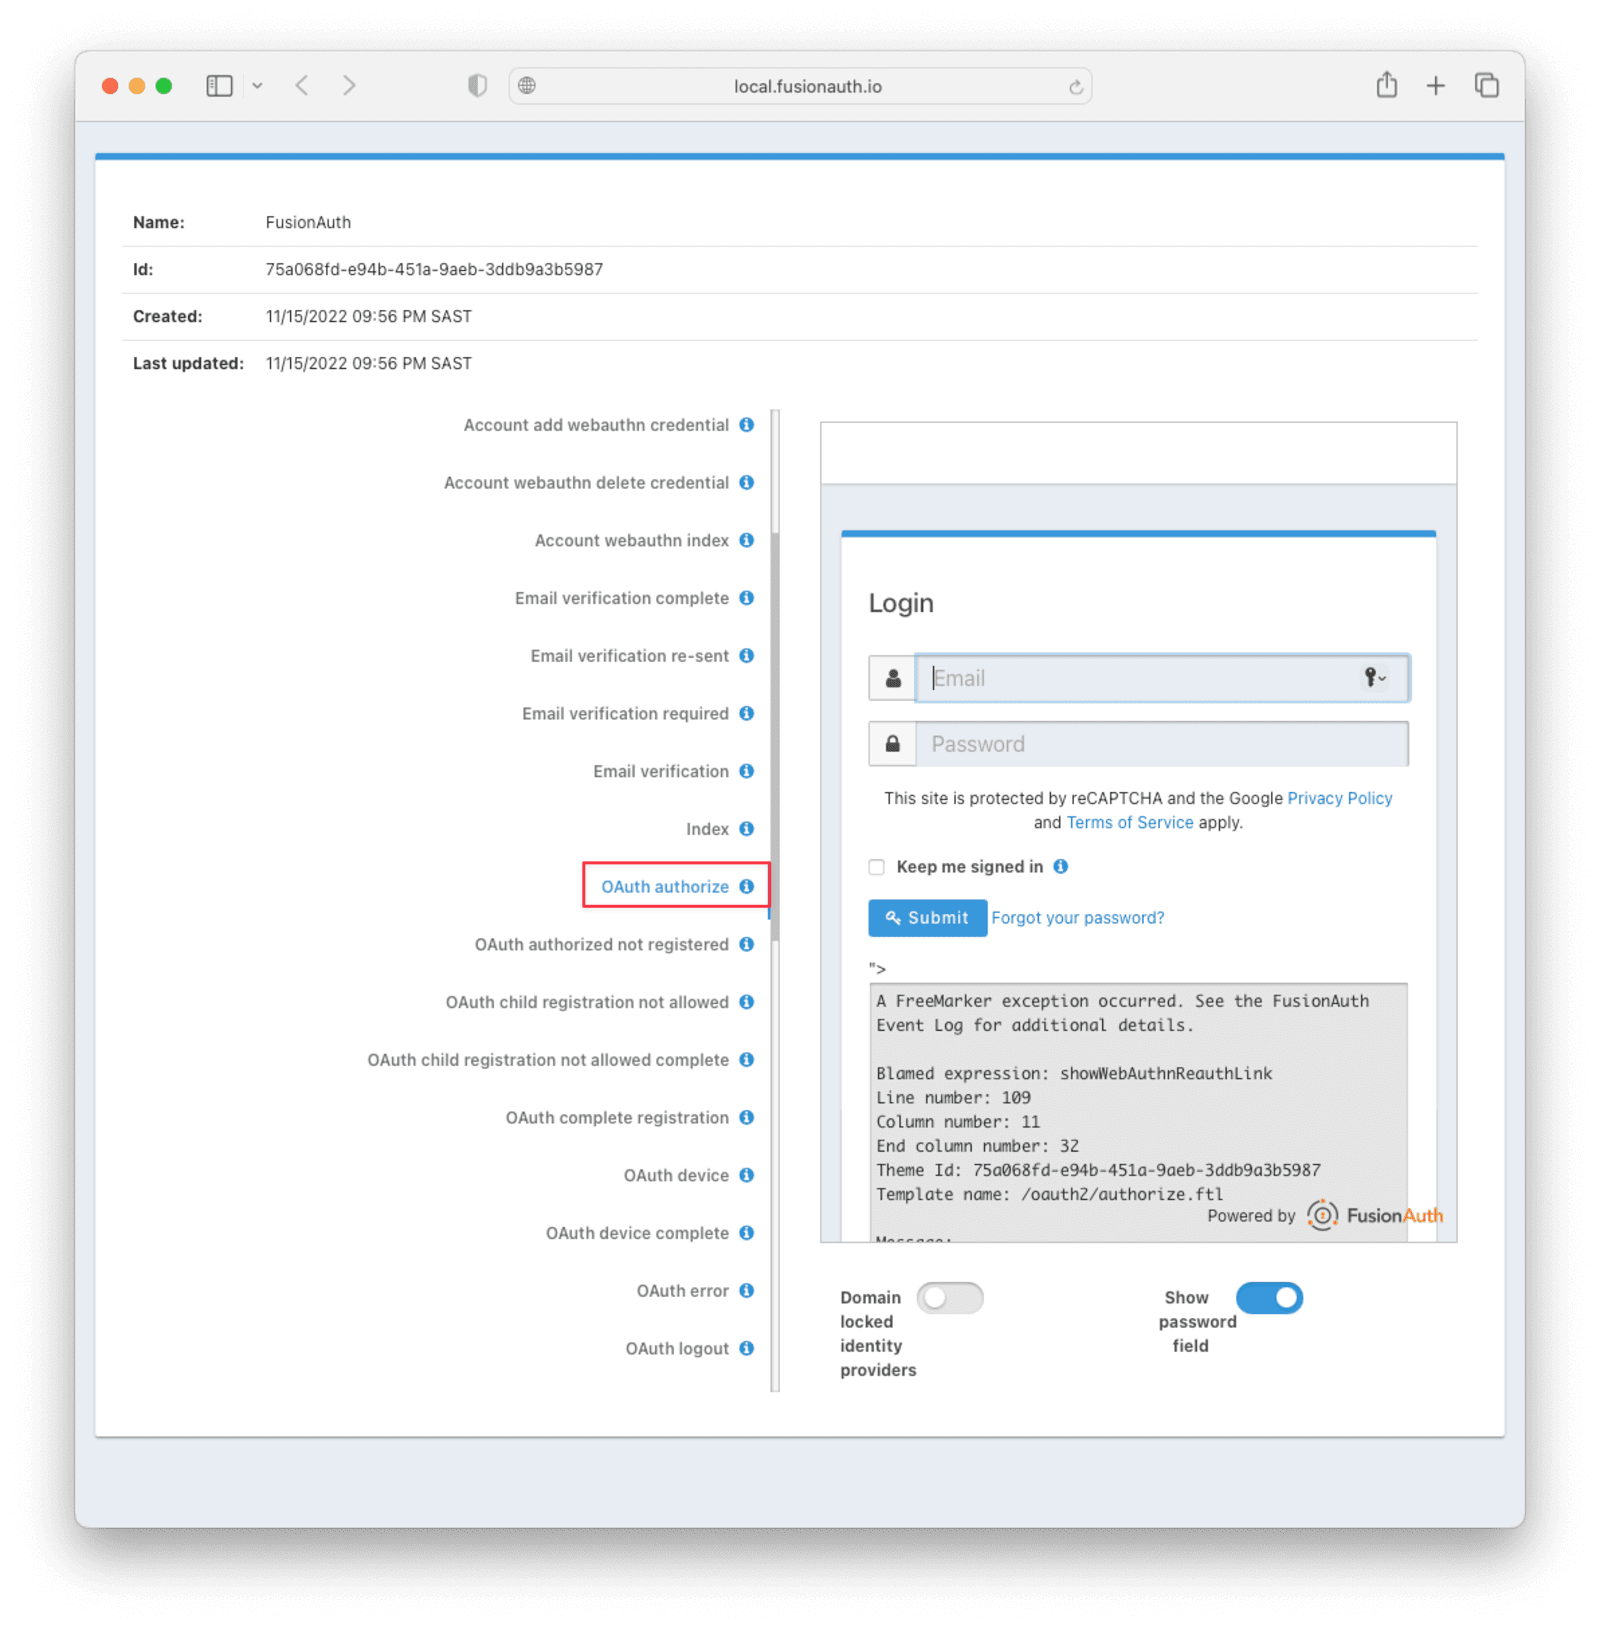 local.fusionauth.io
Name: FusionAuth
Id: 75a068fd-e94b-451a-9aeb-3ddb9a3b5987
Created: 11/15/2022 09:56 PM SAST
Last updated: 11/15/2022 09:56 PM SAST
Account add webauthn credential
Account webauthn delete credential
Account webauthn index
Email verification complete
Email verification re-sent
Email verification required
Email verification
Index
OAuth authorize
OAuth authorized not registered
OAuth child registration not allowed
OAuth child registration not allowed complete
OAuth complete registration
OAuth device
OAuth device complete
OAuth error
OAuth logout
Login
Email
Password
This site is protected by reCAPTCHA and the Google Privacy Policy
and Terms of Service apply.
Keep me signed in
Submit Forgot your password?
">
A FreeMarker exception occurred. See the FusionAuth
Event Log for additional details.
Blamed expression: showWebAuthnReauthLink
Line number: 109
Column number: 11
End column number: 32
Theme Id: 75a068fd-e94b-451a-9aeb-3ddb9a3b5987
Template name: /oauth2/authorize.ftl
Powered by FusionAuth
Message:
Domain
locked
identity
providers
Show
password
field